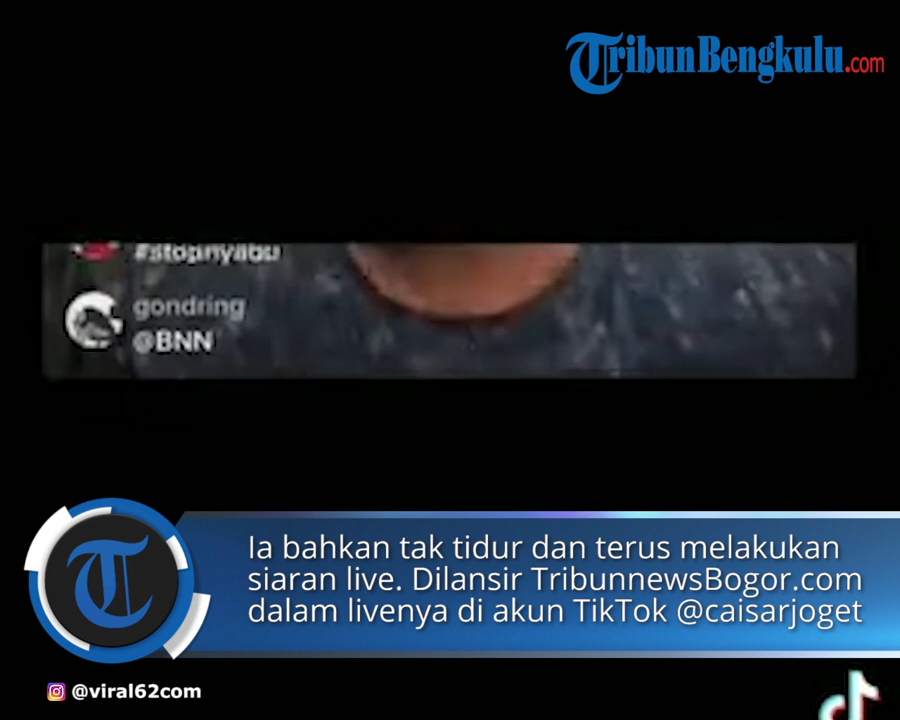 TribunBengkulu.com
#stopnyabu
gondring
@BNN
Ia bahkan tak tidur dan terus melakukan
siaran live. Dilansir TribunnewsBogor.com
dalam livenya di akun TikTok @caisarjoget
@viral62com